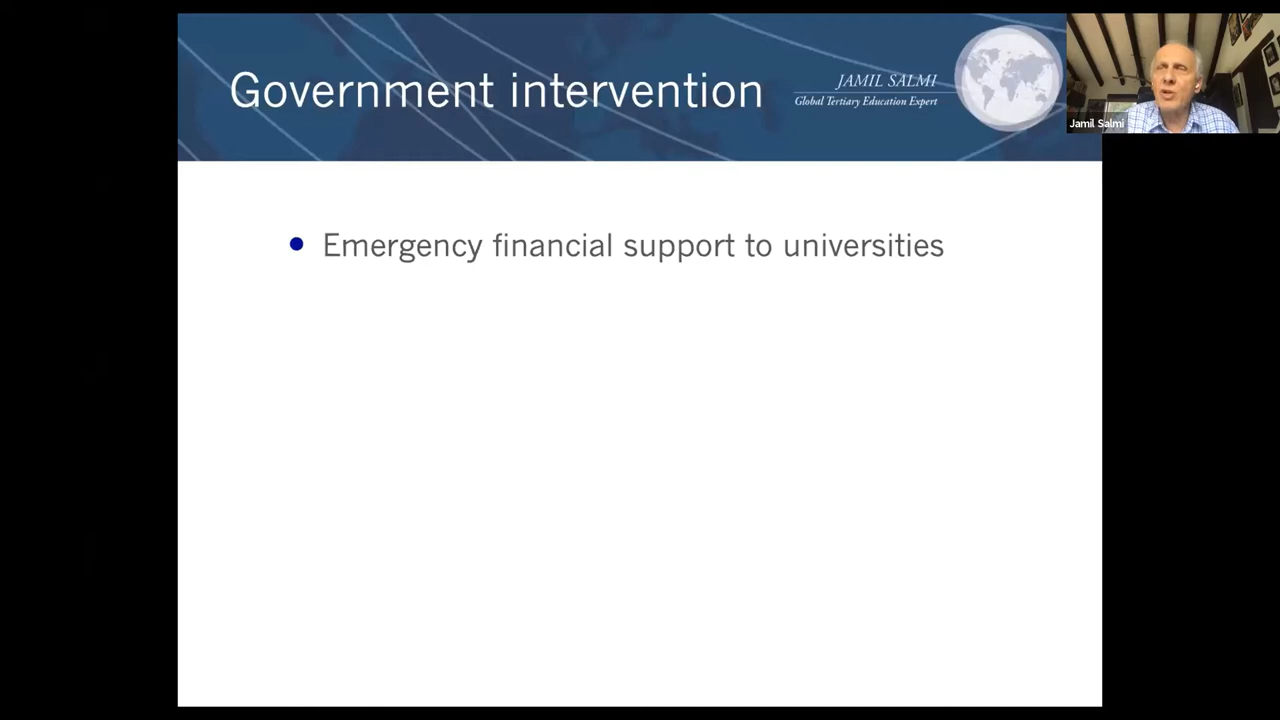 Government intervention
JAMIL SALMI
Global Tertiary Education Expert
Jamil Salmi
• Emergency financial support to universities